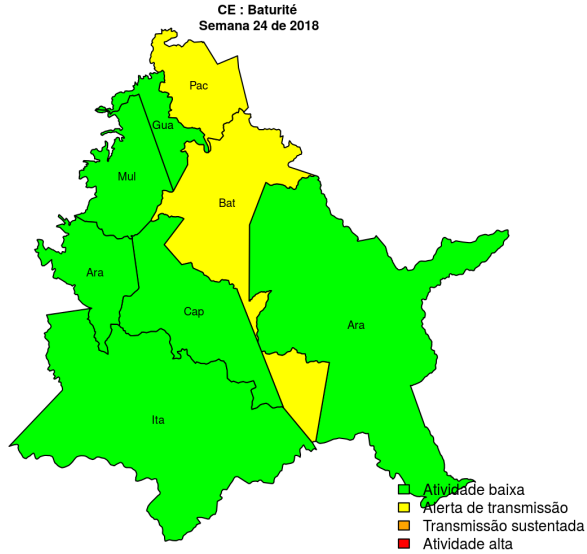 CE : Baturité
Semana 24 de 2018
Pac
Gua
Mul
Bat
Ara
Cap
Ara
Ita
Atividade baixa
Alerta de transmissão
Transmissão sustentada
Atividade alta